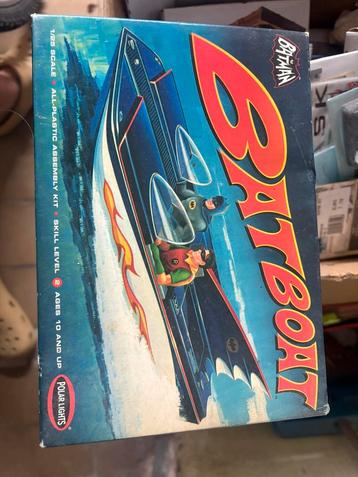 BATMAN
BATBOAT
1/25 SCALE • ALL-PLASTIC ASSEMBLY KIT • SKILL LEVEL 2 AGES 10 AND UP
POLAR LIGHTS